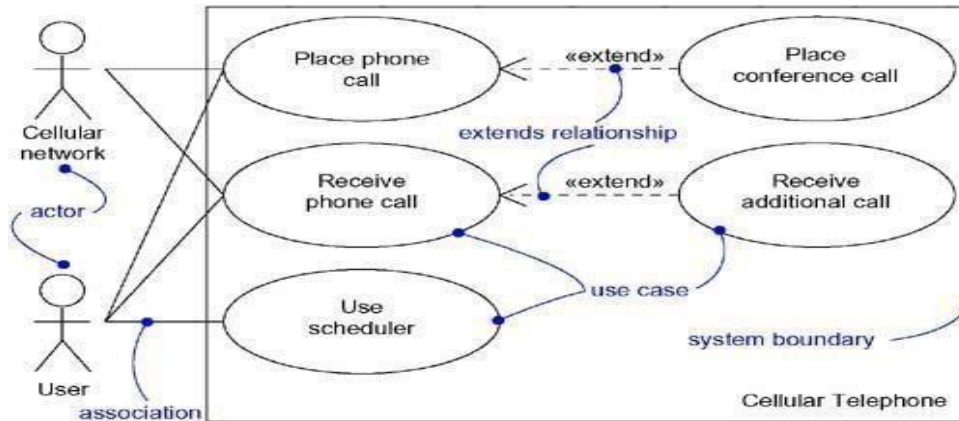 Place phone
call
«extend»
Place
conference call
Cellular
network
extends relationship
actor
Receive
phone call
«extend»
Receive
additional call
use case
Use
scheduler
system boundary
User
association
Cellular Telephone